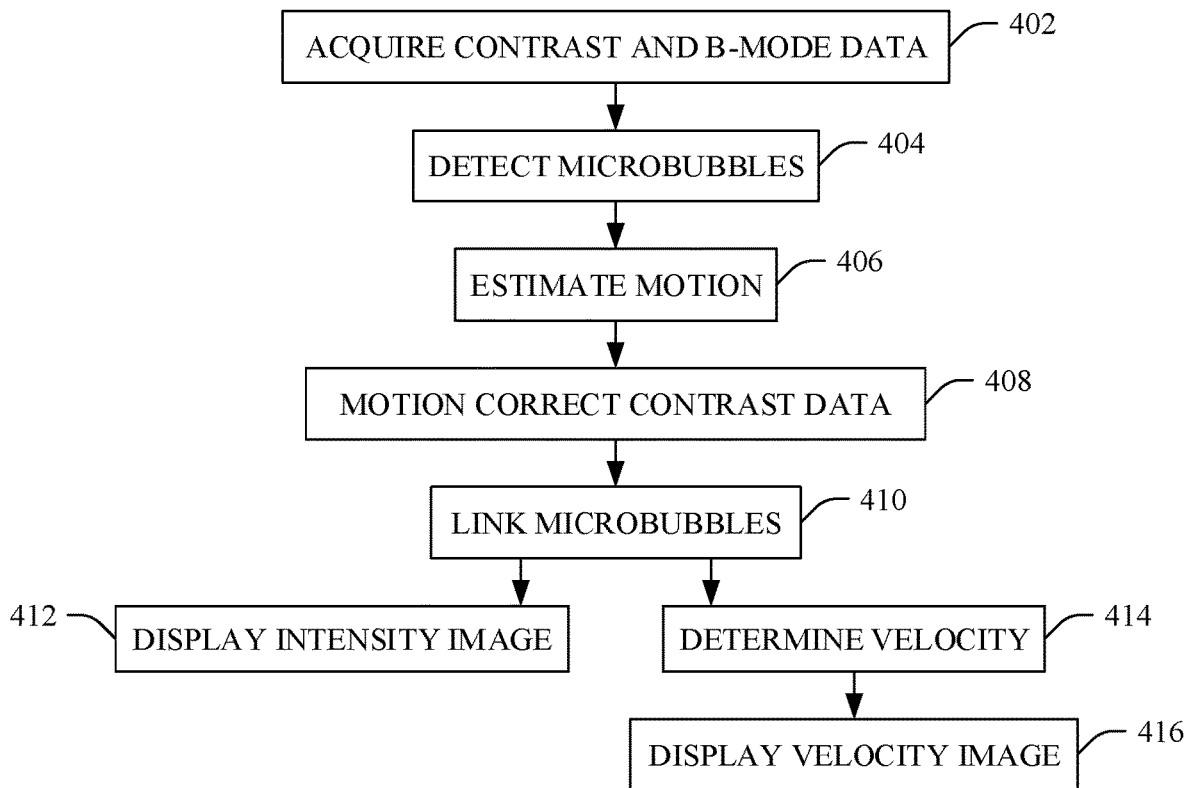 ACQUIRE CONTRAST AND B-MODE DATA
402
DETECT MICROBUBBLES
404
ESTIMATE MOTION
406
MOTION CORRECT CONTRAST DATA
408
LINK MICROBUBBLES
410
412
DISPLAY INTENSITY IMAGE
DETERMINE VELOCITY
414
DISPLAY VELOCITY IMAGE
416